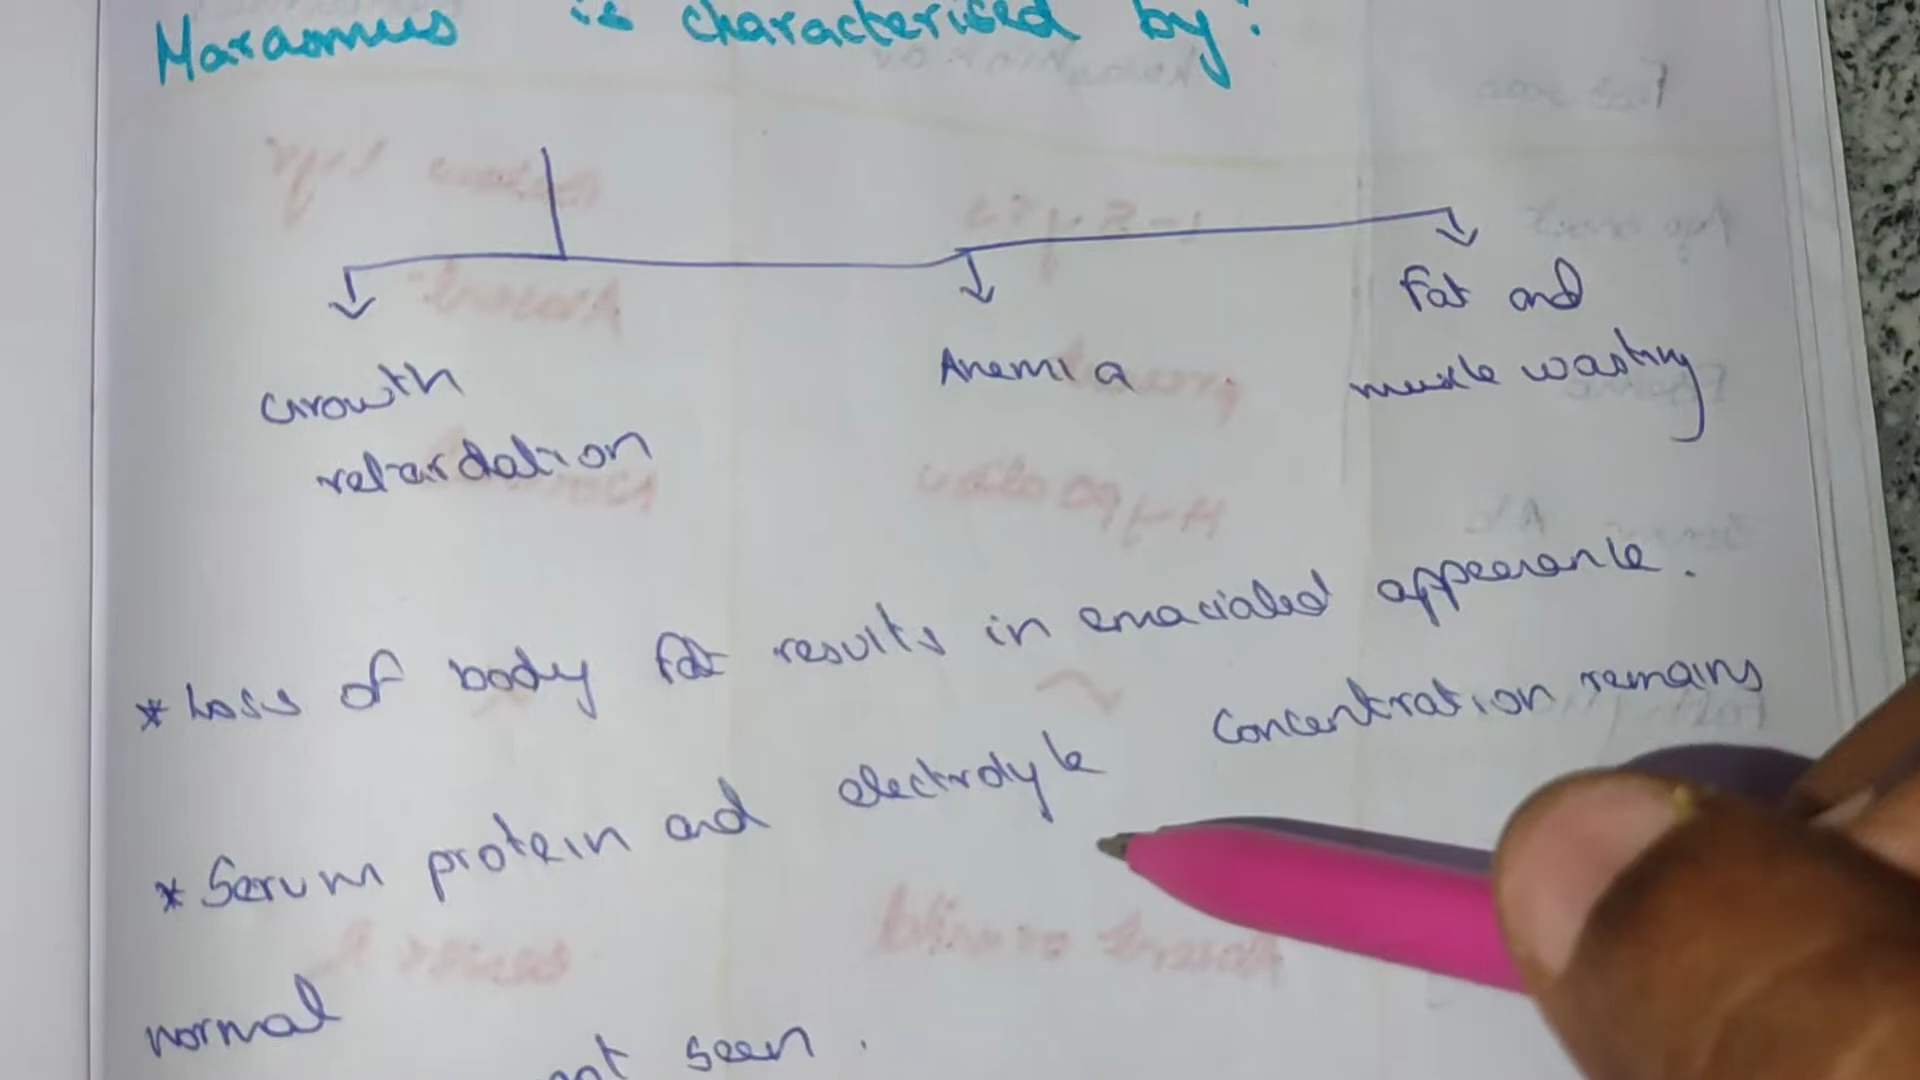 Marasmus is characterised by:
Growth
retardation
Anemia
Fat and
muscle wasting
* Loss of body fat results in emaciated appearance.
* Serum protein and electrolyte concentration remains
normal
not seen.